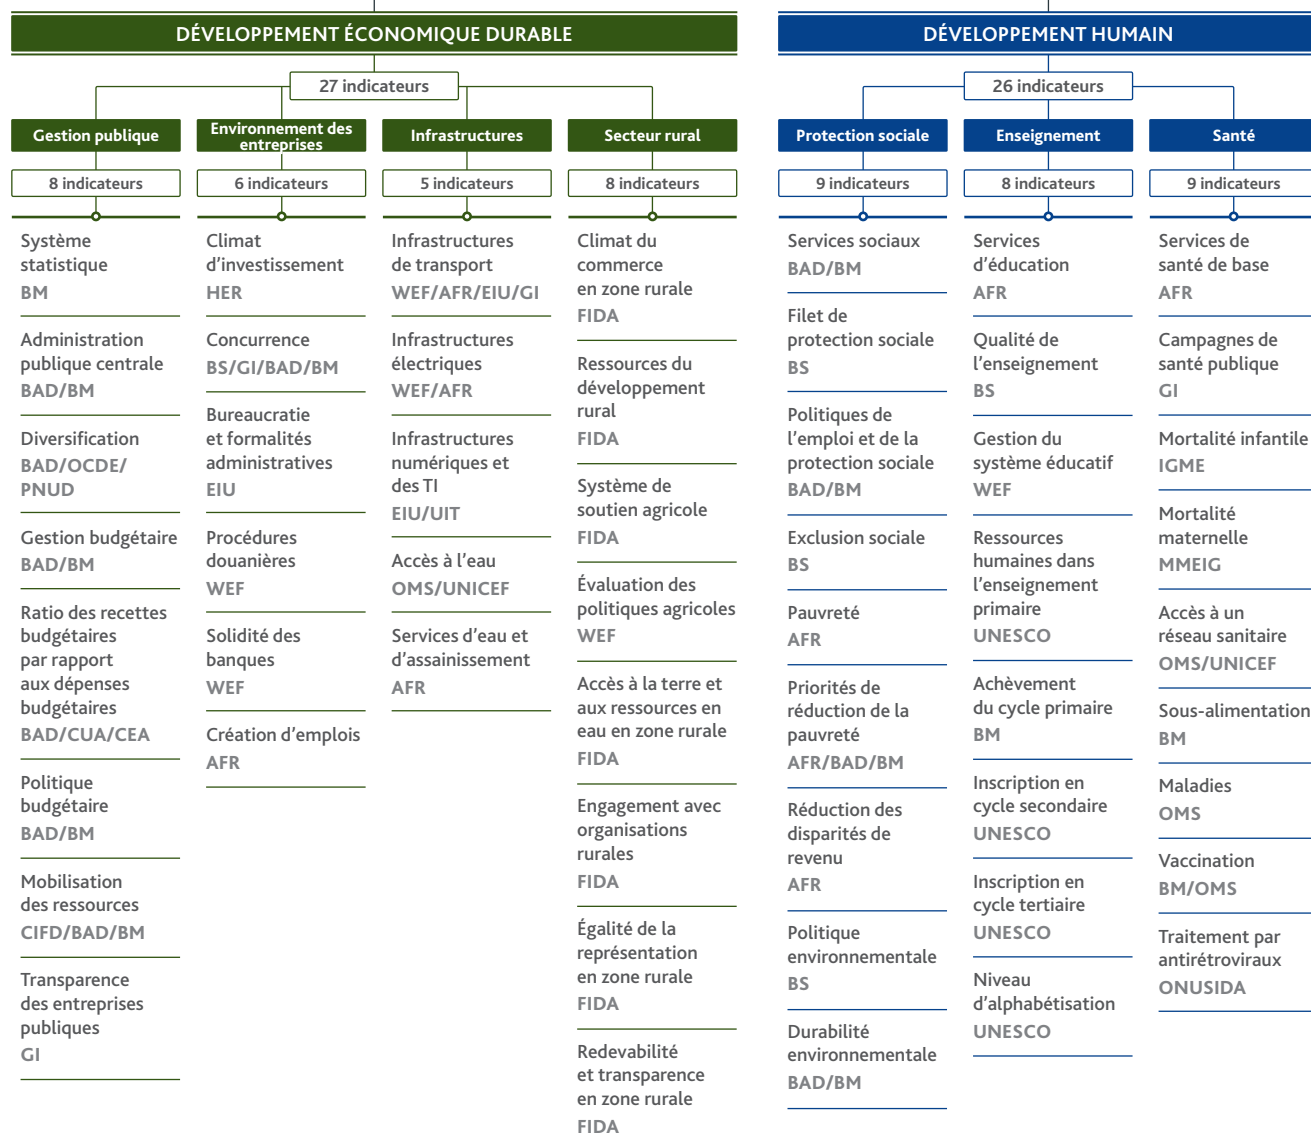 DÉVELOPPEMENT ÉCONOMIQUE DURABLE
27 indicateurs
Gestion publique
8 indicateurs
Système
statistique
BM
Administration
publique centrale
BAD/BM
Diversification
BAD/OCDE/
PNUD
Gestion budgétaire
BAD/BM
Ratio des recettes
budgétaires
par rapport
aux dépenses
budgétaires
BAD/CUA/CEA
Politique
budgétaire
BAD/BM
Mobilisation
des ressources
CIFD/BAD/BM
Transparence
des entreprises
publiques
GI
Environnement des
entreprises
6 indicateurs
Climat
d'investissement
HER
Concurrence
BS/GI/BAD/BM
Bureaucratie
et formalités
administratives
EIU
Procédures
douanières
WEF
Solidité des
banques
WEF
Création d'emplois
AFR
Infrastructures
5 indicateurs
Infrastructures
de transport
WEF/AFR/EIU/GI
Infrastructures
électriques
WEF/AFR
Infrastructures
numériques et
des TI
EIU/UIT
Accès à l'eau
OMS/UNICEF
Services d'eau et
d'assainissement
AFR
Secteur rural
8 indicateurs
Climat du
commerce
en zone rurale
FIDA
Ressources du
développement
rural
FIDA
Système de
soutien agricole
FIDA
Évaluation des
politiques agricoles
WEF
Accès à la terre et
aux ressources en
eau en zone rurale
FIDA
Engagement avec
organisations
rurales
FIDA
Égalité de la
représentation
en zone rurale
FIDA
Redevabilité
et transparence
en zone rurale
FIDA
DÉVELOPPEMENT HUMAIN
26 indicateurs
Protection sociale
9 indicateurs
Services sociaux
BAD/BM
Filet de
protection sociale
BS
Politiques de
l'emploi et de la
protection sociale
BAD/BM
Exclusion sociale
BS
Pauvreté
AFR
Priorités de
réduction de la
pauvreté
AFR/BAD/BM
Réduction des
disparités de
revenu
AFR
Politique
environnementale
BS
Durabilité
environnementale
BAD/BM
Enseignement
8 indicateurs
Services
d'éducation
AFR
Qualité de
l'enseignement
BS
Gestion du
système éducatif
WEF
Ressources
humaines dans
l'enseignement
primaire
UNESCO
Achèvement
du cycle primaire
BM
Inscription en
cycle secondaire
UNESCO
Inscription en
cycle tertiaire
UNESCO
Niveau
d'alphabétisation
UNESCO
Santé
9 indicateurs
Services de
santé de base
AFR
Campagnes de
santé publique
GI
Mortalité infantile
IGME
Mortalité
maternelle
MMEIG
Accès à un
réseau sanitaire
OMS/UNICEF
Sous-alimentation
BM
Maladies
OMS
Vaccination
BM/OMS
Traitement par
antirétroviraux
ONUSIDA